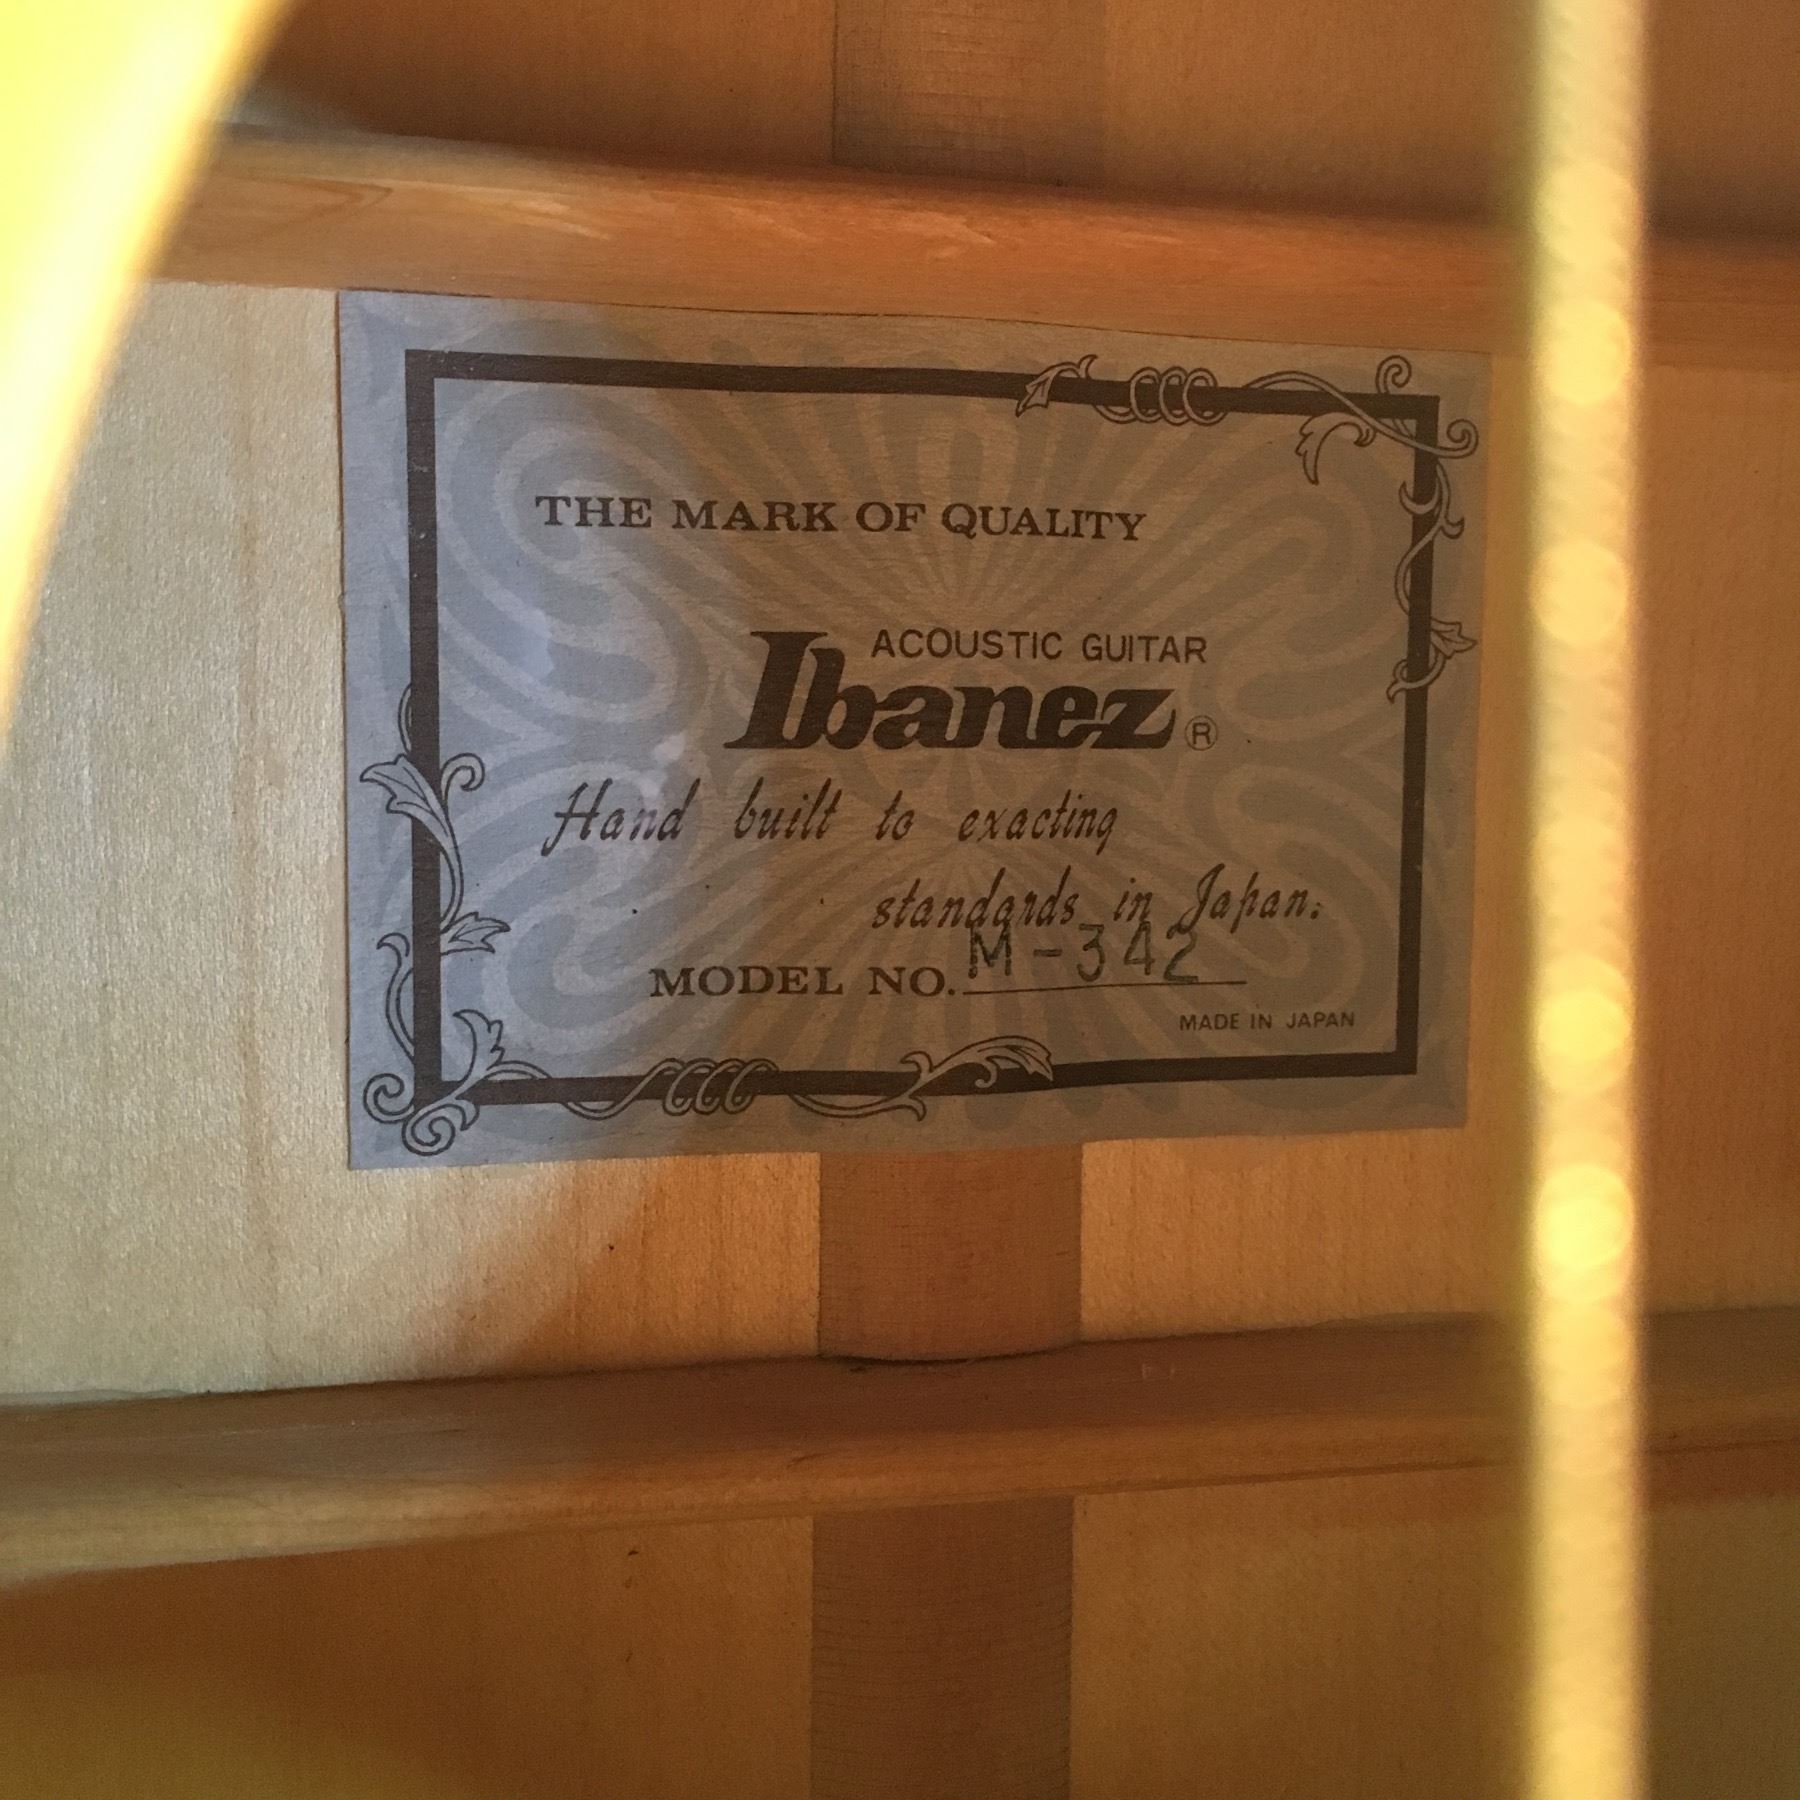 THE MARK OF QUALITY
ACOUSTIC GUITAR
Ibanez®
Hand built to exacting
standards in Japan.
MODEL NO. M-342
MADE IN JAPAN